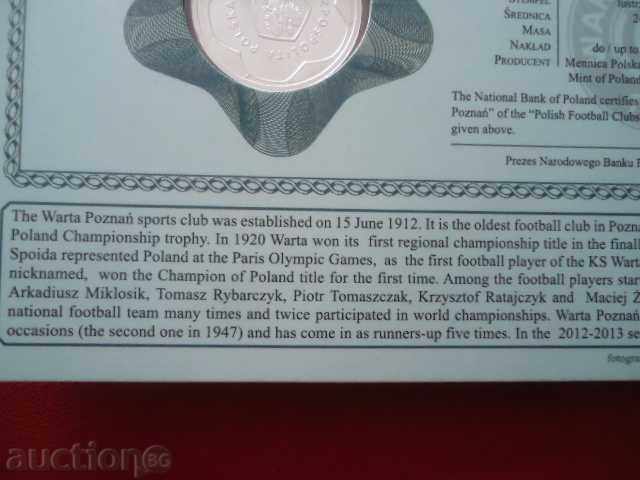 POLSKA
STEMPEL
lustr
ŚREDNICA
2
MASA
NAKŁAD
do / up to
PRODUCENT
Mennica Polska
Mint of Poland
The National Bank of Poland certifies
Poznań” of the “Polish Football Clubs
given above.
Prezes Narodowego Banku P
The Warta Poznań sports club was established on 15 June 1912. It is the oldest football club in Pozna
Poland Championship trophy. In 1920 Warta won its first regional championship title in the finall
Spoida represented Poland at the Paris Olympic Games, as the first football player of the KS Warta
nicknamed, won the Champion of Poland title for the first time. Among the football players star
Arkadiusz Miklosik, Tomasz Rybarczyk, Piotr Tomaszczak, Krzysztof Ratajczyk and Maciej Ż
national football team many times and twice participated in world championships. Warta Poznań
occasions (the second one in 1947) and has come in as runners-up five times. In the 2012-2013 se
fotogra
auction BG